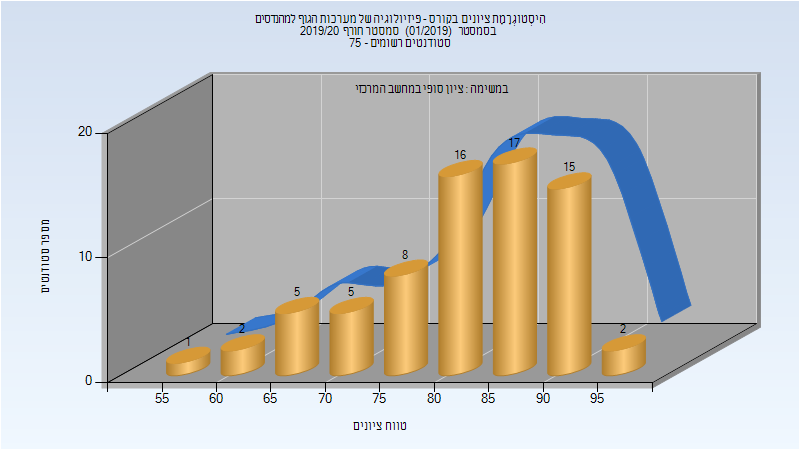 היסטוגרמת ציונים בקורס - פיזיולוגיה של מערכות הגוף למהנדסים
בסמסטר (01/2019) סמסטר חורף 2019/20
סטודנטים רשומים - 75
במשימה : ציון סופי במחשב המרכזי
מספר סטודנטים
20
10
0
1
2
5
5
8
16
17
15
2
55 60 65 70 75 80 85 90 95
טווח ציונים